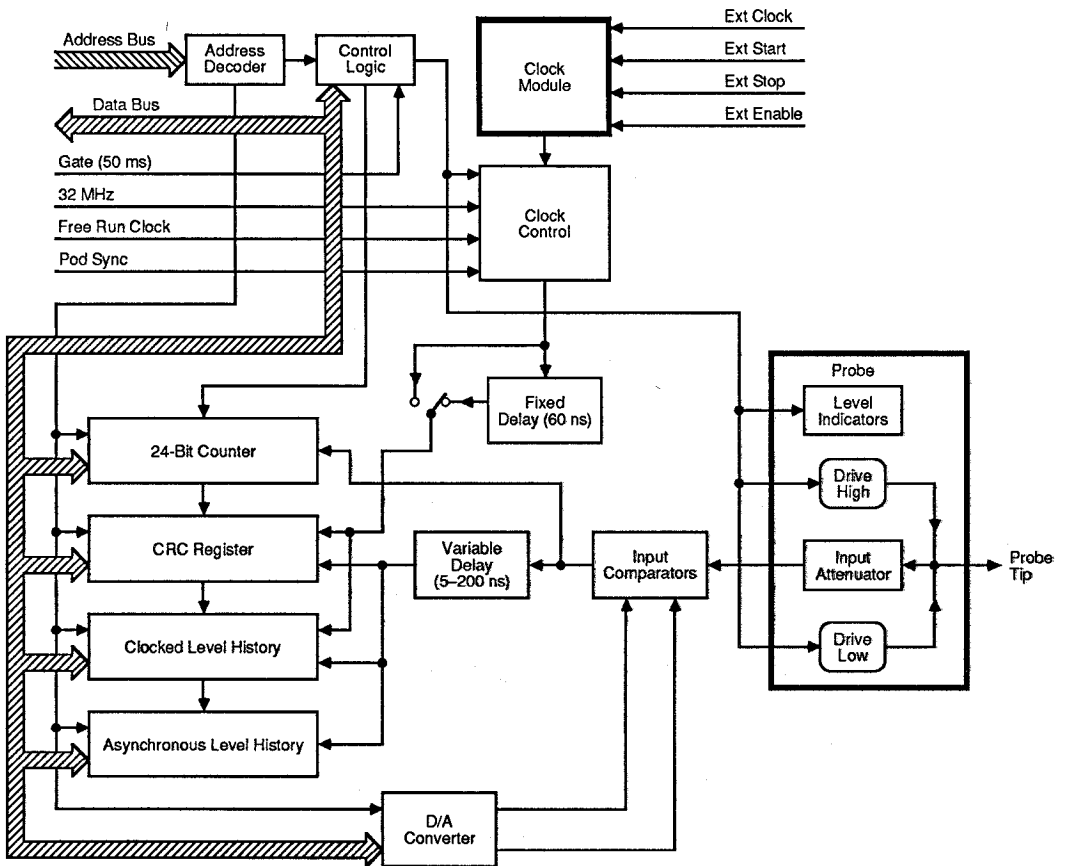 Address Bus
Address
Decoder
Control
Logic
Clock
Module
Ext Clock
Ext Start
Ext Stop
Ext Enable
Data Bus
Gate (50 ms)
32 MHz
Free Run Clock
Pod Sync
Clock
Control
Fixed
Delay (60 ns)
Probe
Level
Indicators
Drive
High
Input
Attenuator
Drive
Low
Probe
Tip
24-Bit Counter
CRC Register
Variable
Delay
(5–200 ns)
Input
Comparators
Clocked Level History
Asynchronous Level History
D/A
Converter